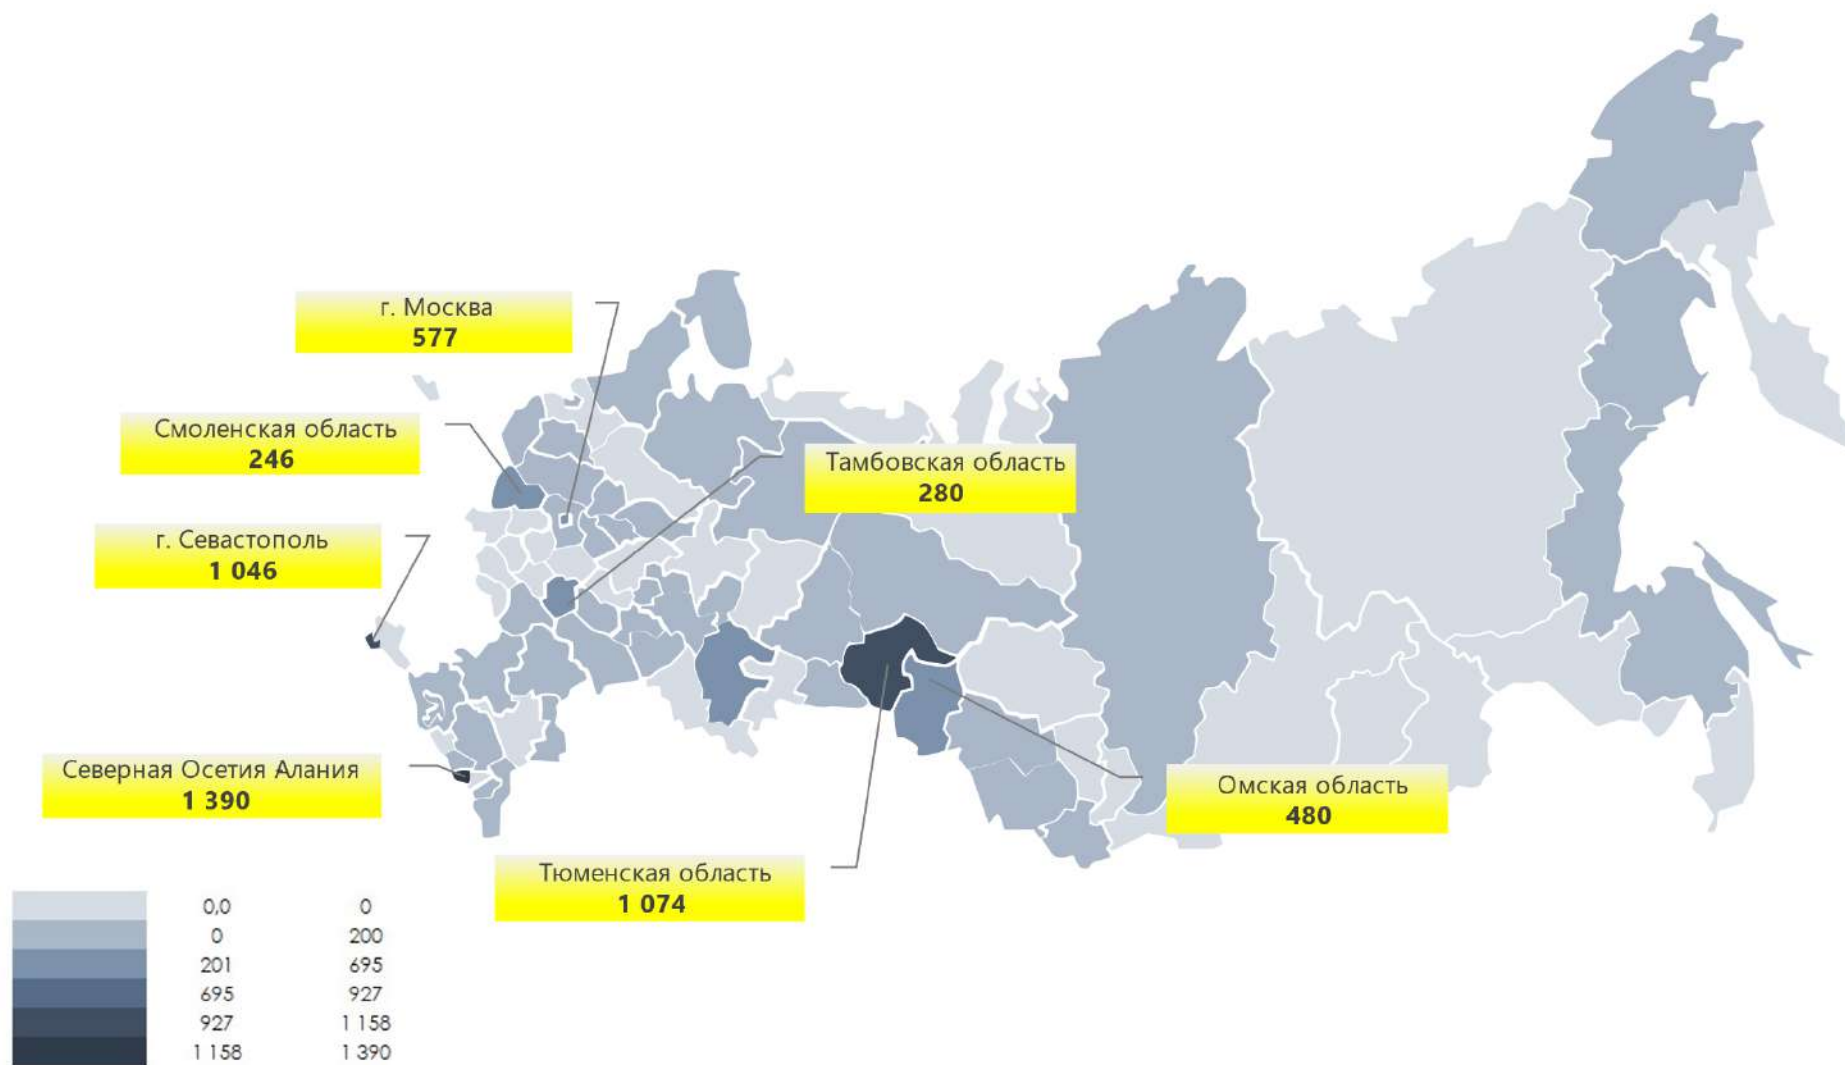 г. Москва
577
Смоленская область
246
Тамбовская область
280
г. Севастополь
1 046
Северная Осетия Алания
1 390
Омская область
480
Тюменская область
1 074
0,0 0
0 200
201 695
695 927
927 1 158
1 158 1 390